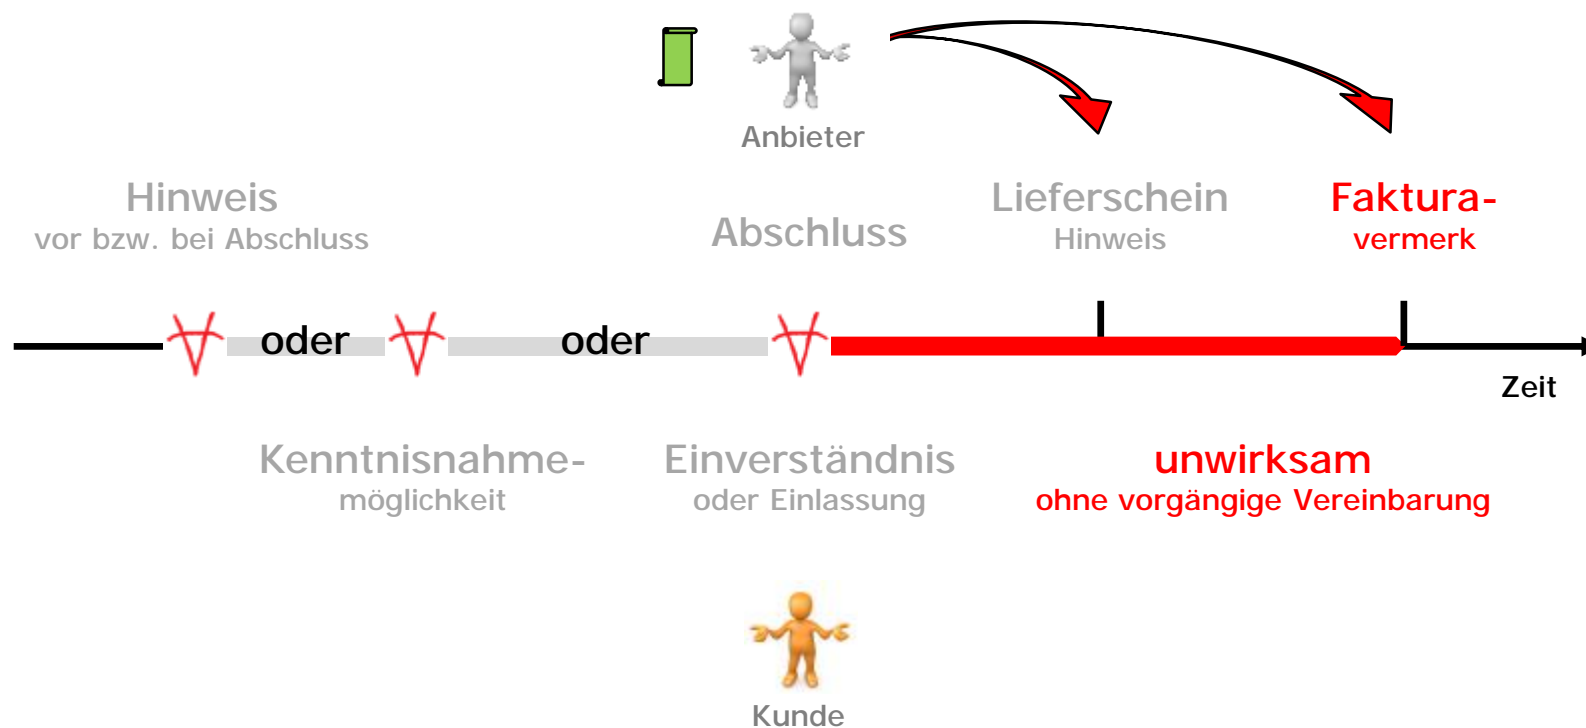 Anbieter
Hinweis
vor bzw. bei Abschluss
Abschluss
Lieferschein
Hinweis
Faktura-
vermerk
oder
oder
Zeit
Kenntnisnahme-
möglichkeit
Einverständnis
oder Einlassung
unwirksam
ohne vorgängige Vereinbarung
Kunde